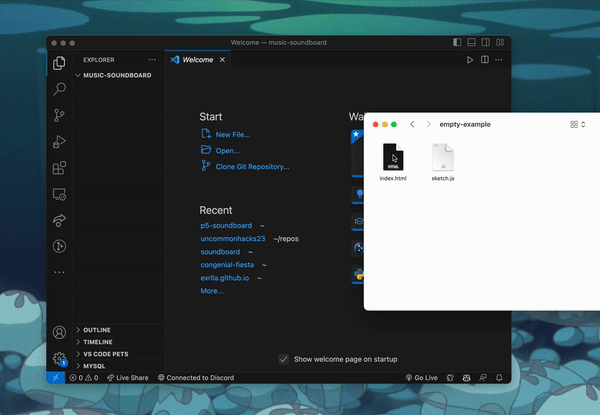 Welcome — music-soundboard
EXPLORER
Welcome
MUSIC-SOUNDBOARD
empty-example
index.html
sketch.js
Start
New File...
Open...
Clone Git Repository...
Wa
Recent
p5-soundboard ~
uncommonhacks23 ~/repos
soundboard ~
congenial-fiesta ~
exrlla.github.io ~
More...
OUTLINE
TIMELINE
VS CODE PETS
MYSQL
Show welcome page on startup
1
0 0 Live Share Connected to Discord Go Live